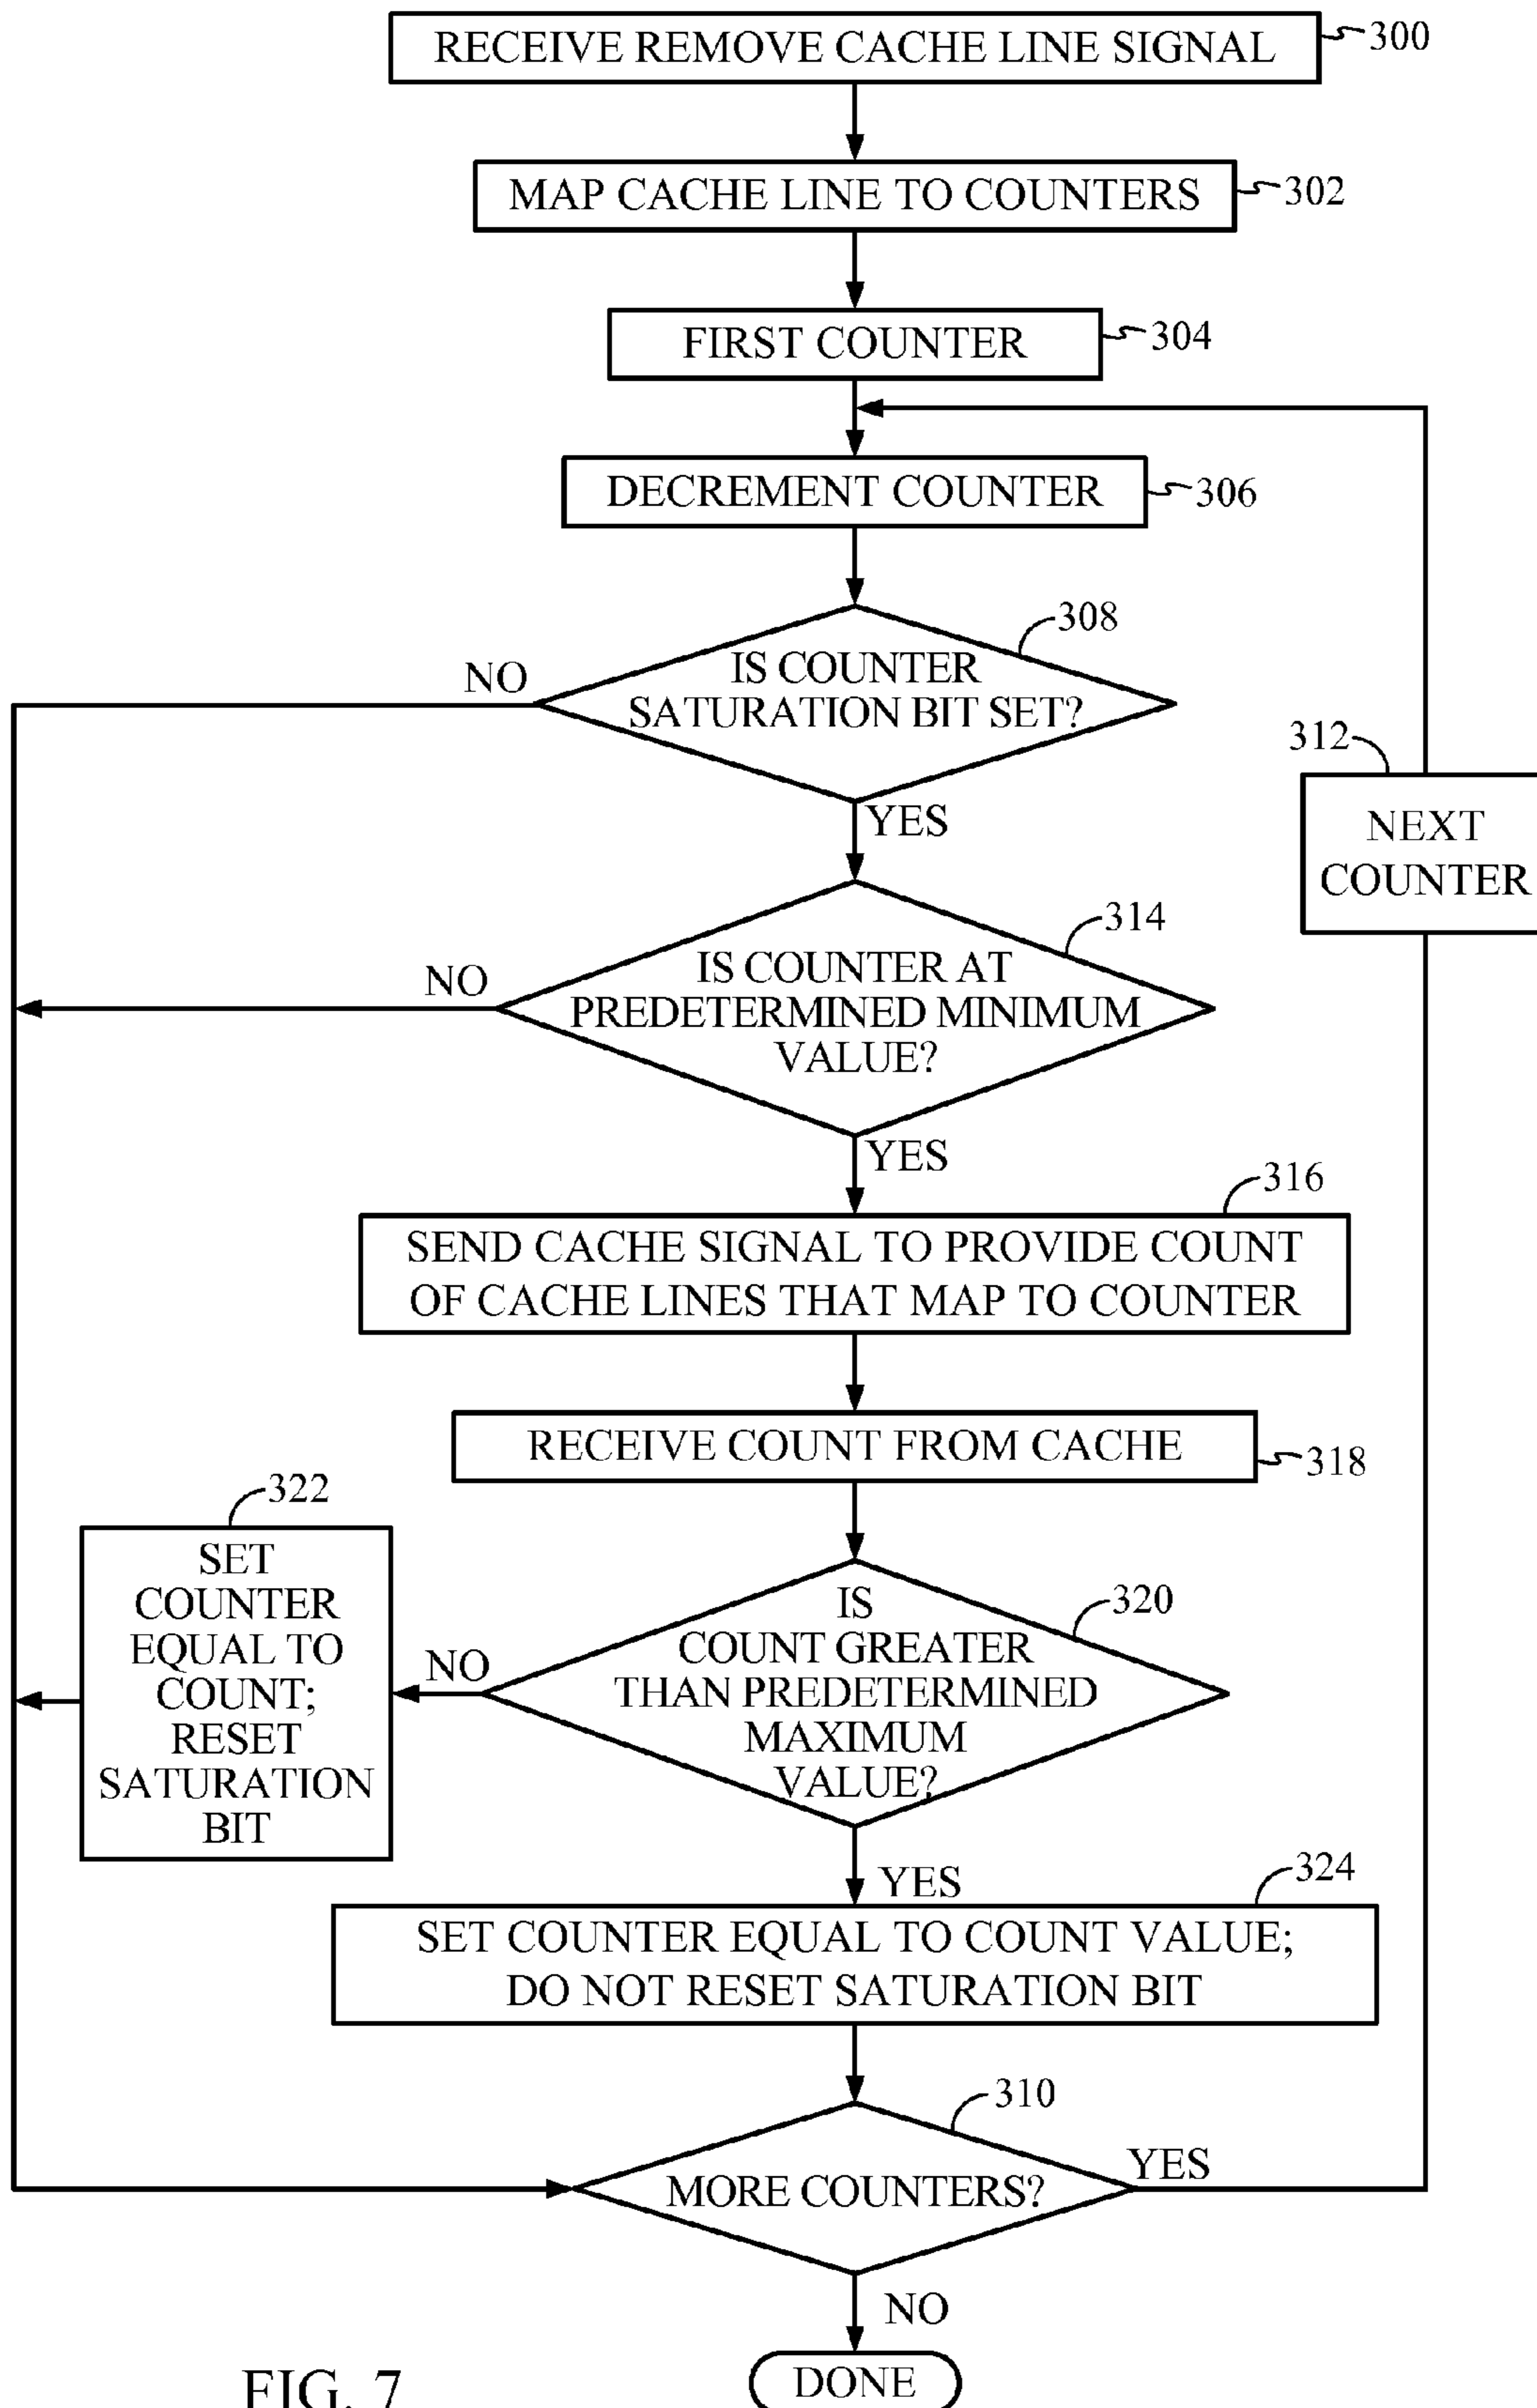 RECEIVE REMOVE CACHE LINE SIGNAL
300
MAP CACHE LINE TO COUNTERS
302
FIRST COUNTER
304
DECREMENT COUNTER
306
308
IS COUNTER
SATURATION BIT SET?
NO
YES
312
NEXT
COUNTER
314
IS COUNTER AT
PREDETERMINED MINIMUM
VALUE?
NO
YES
316
SEND CACHE SIGNAL TO PROVIDE COUNT
OF CACHE LINES THAT MAP TO COUNTER
RECEIVE COUNT FROM CACHE
318
322
SET
COUNTER
EQUAL TO
COUNT;
RESET
SATURATION
BIT
320
IS
COUNT GREATER
THAN PREDETERMINED
MAXIMUM
VALUE?
NO
YES
324
SET COUNTER EQUAL TO COUNT VALUE;
DO NOT RESET SATURATION BIT
310
MORE COUNTERS?
YES
NO
DONE
FIG. 7